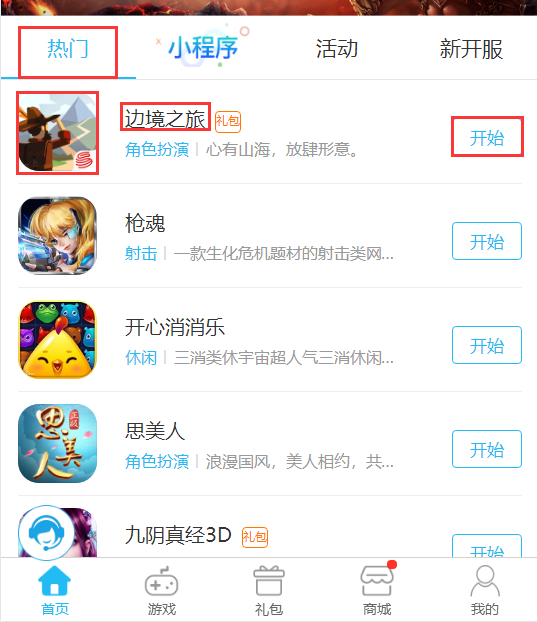 热门
小程序
活动
新开服
边境之旅 礼包
角色扮演 | 心有山海，放肆形意。
开始
枪魂
射击 | 一款生化危机题材的射击类网...
开始
开心消消乐
休闲 | 三消类休宇宙超人气三消休闲...
开始
思美人
正版
思美人
角色扮演 | 浪漫国风，美人相约，共...
开始
九阴真经3D 礼包
开始
首页
游戏
礼包
商城
我的